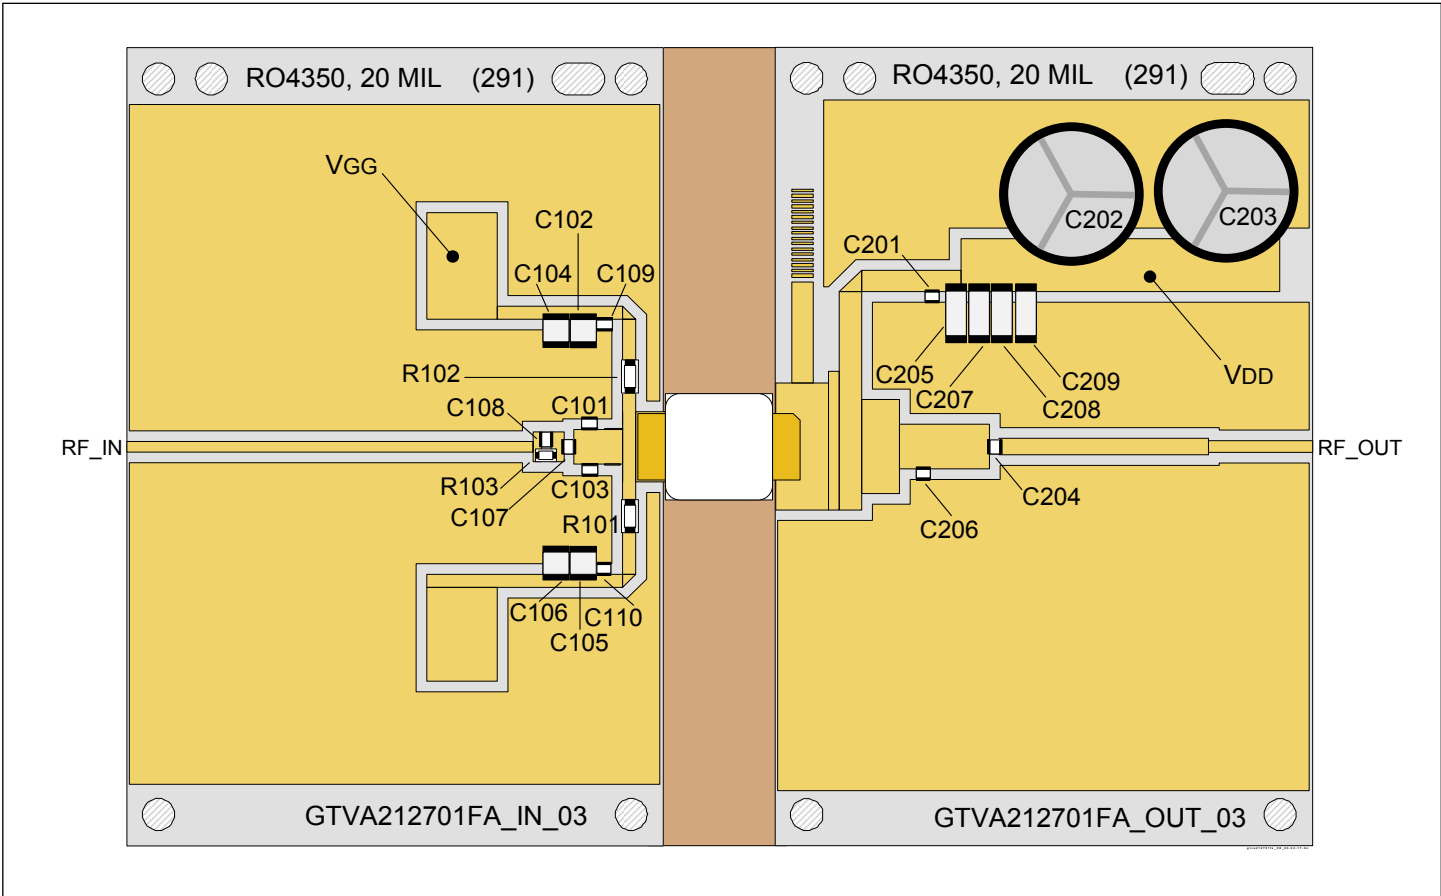 RO4350, 20 MIL (291)
RO4350, 20 MIL (291)
VGG
C102
C104
C109
R102
C108
C101
RF_IN
R103
C107
C103
R101
C106
C105
C110
C202
C203
C201
C205
C207
C208
C209
VDD
RF_OUT
C204
C206
GTVA212701FA_IN_03
GTVA212701FA_OUT_03